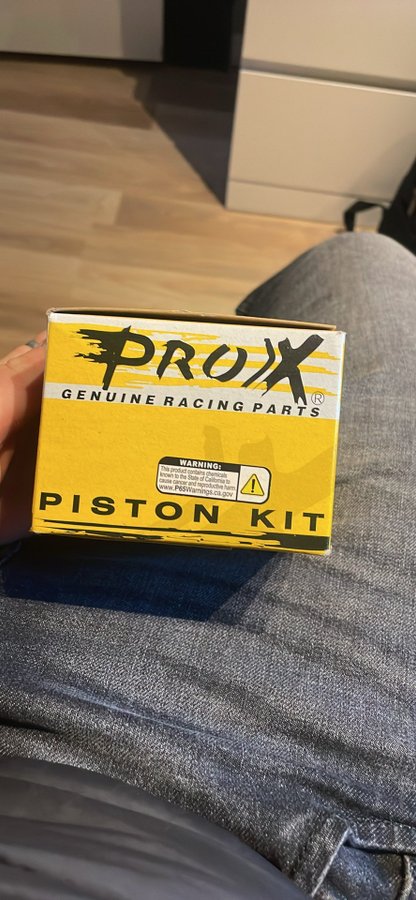 PRO X ®
GENUINE RACING PARTS
WARNING:
This product contains chemicals
known to the State of California to
cause cancer and reproductive harm
www.P65Warnings.ca.gov
PISTON KIT